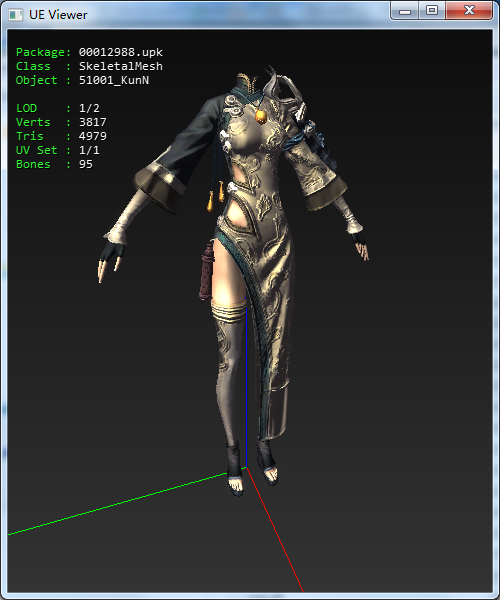 UE Viewer
Package: 00012988.upk
Class : SkeletalMesh
Object : 51001_KunN
LOD : 1/2
Verts : 3817
Tris : 4979
UV Set : 1/1
Bones : 95